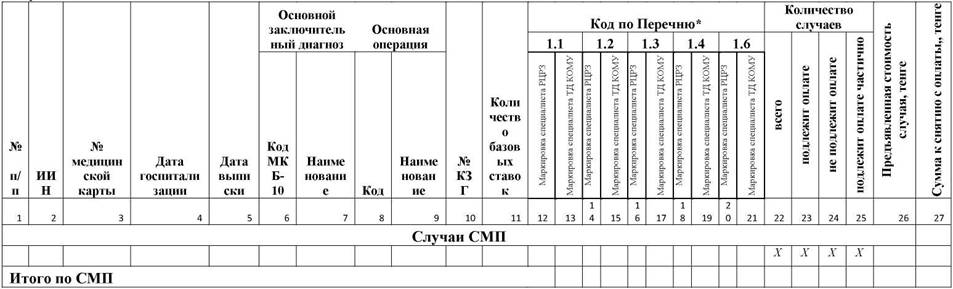 Основной заключитель ный диагноз
Основная операция
Код по Перечню*
Количество случаев
1.1 1.2 1.3 1.4 1.6
№ п/п
ИИ Н
№ медицин ской карты
Дата госпитали зации
Дата выпи ски
Код МК Б-10
Наиме новани е
Код
Наиме нован ие
№ КЗ Г
Коли честв о базов ых ставо к
Маркировка специалиста РЦРЗ
Маркировка специалиста ТД КОМУ
Маркировка специалиста РЦРЗ
Маркировка специалиста ТД КОМУ
Маркировка специалиста РЦРЗ
Маркировка специалиста ТД КОМУ
Маркировка специалиста РЦРЗ
Маркировка специалиста ТД КОМУ
Маркировка специалиста РЦРЗ
Маркировка специалиста ТД КОМУ
всего
подлежит оплате
не подлежит оплате
подлежит оплате частично
Предъявленная стоимость случая, тенге
Сумма к снятию с оплаты,, тенге
1 2 3 4 5 6 7 8 9 10 11 12 13 14 15 16 17 18 19 20 21 22 23 24 25 26 27
Случаи СМП
X X X X
Итого по СМП